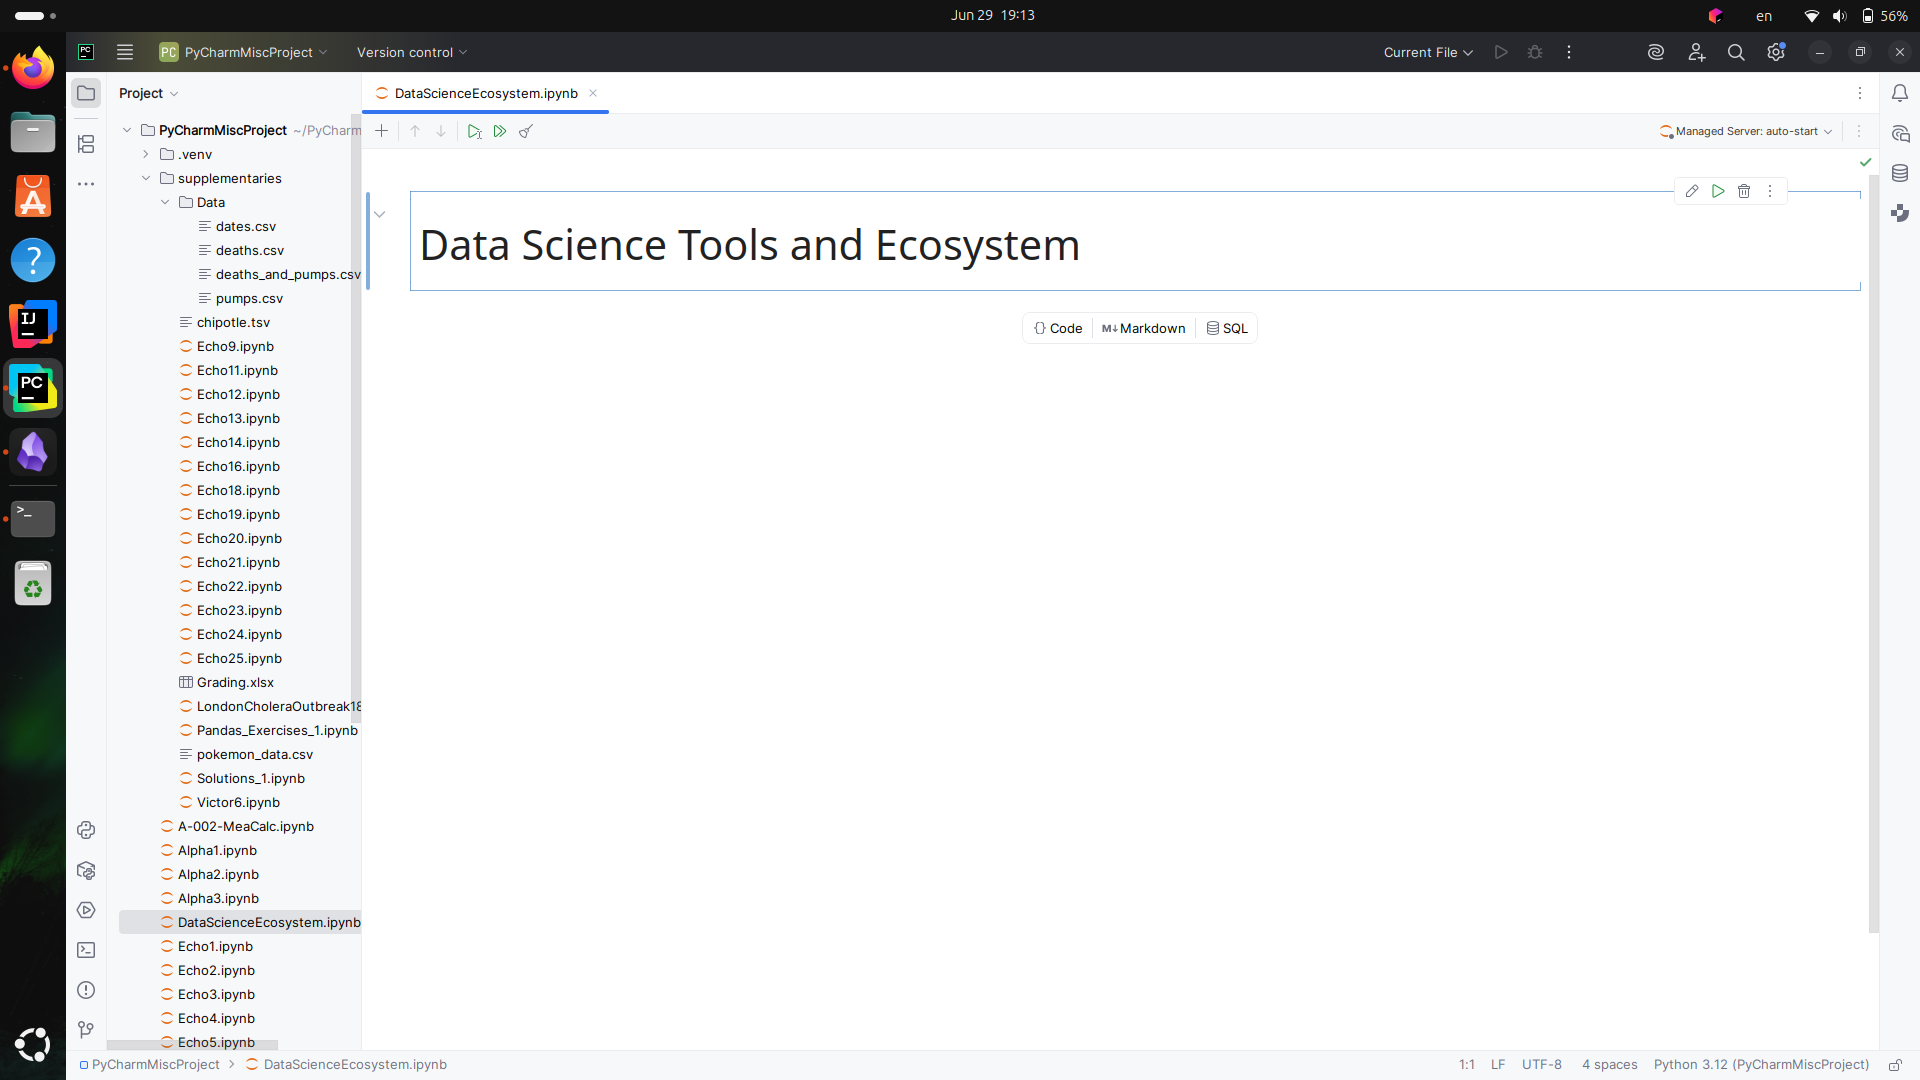 Jun 29 19:13
en
56%
PC
PC PyCharmMiscProject
Version control
Current File
Project
DataScienceEcosystem.ipynb
PyCharmMiscProject ~/PyCharm
Managed Server: auto-start
.venv
supplementaries
Data
dates.csv
deaths.csv
deaths_and_pumps.csv
pumps.csv
chipotle.tsv
Echo9.ipynb
Echo11.ipynb
Echo12.ipynb
Echo13.ipynb
Echo14.ipynb
Echo16.ipynb
Echo18.ipynb
Echo19.ipynb
Echo20.ipynb
Echo21.ipynb
Echo22.ipynb
Echo23.ipynb
Echo24.ipynb
Echo25.ipynb
Grading.xlsx
LondonCholeraOutbreak18
Pandas_Exercises_1.ipynb
pokemon_data.csv
Solutions_1.ipynb
Victor6.ipynb
A-002-MeaCalc.ipynb
Alpha1.ipynb
Alpha2.ipynb
Alpha3.ipynb
DataScienceEcosystem.ipynb
Echo1.ipynb
Echo2.ipynb
Echo3.ipynb
Echo4.ipynb
Echo5.ipynb
Data Science Tools and Ecosystem
{} Code
M↓ Markdown
SQL
IJ
PC
>_
PyCharmMiscProject > DataScienceEcosystem.ipynb
1:1 LF UTF-8 4 spaces Python 3.12 (PyCharmMiscProject)